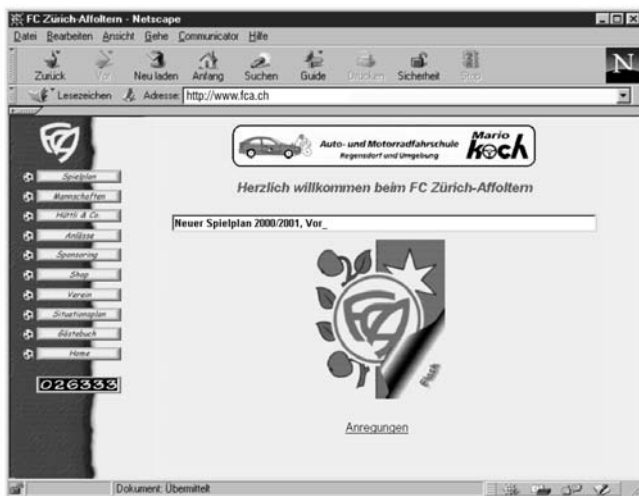 FC Zürich-Affoltern - Netscape
Datei Bearbeiten Ansicht Gehe Communicator Hilfe
Zurück Vor Neu laden Anfang Suchen Guide Drucken Sicherheit Stop
N
Lesezeichen Adresse: http://www.fca.ch
FCA
Auto- und Motorradfahrschule
Regensdorf und Umgebung
Mario
koch
Herzlich willkommen beim FC Zürich-Affoltern
Neuer Spielplan 2000/2001, Vor_
Spielplan
Mannschaften
Hüttli & Co.
Anlässe
Sponsoring
Shop
Verein
Situationsplan
Gästebuch
Home
026333
FCA
Flash
Anregungen
Dokument: Übermittelt